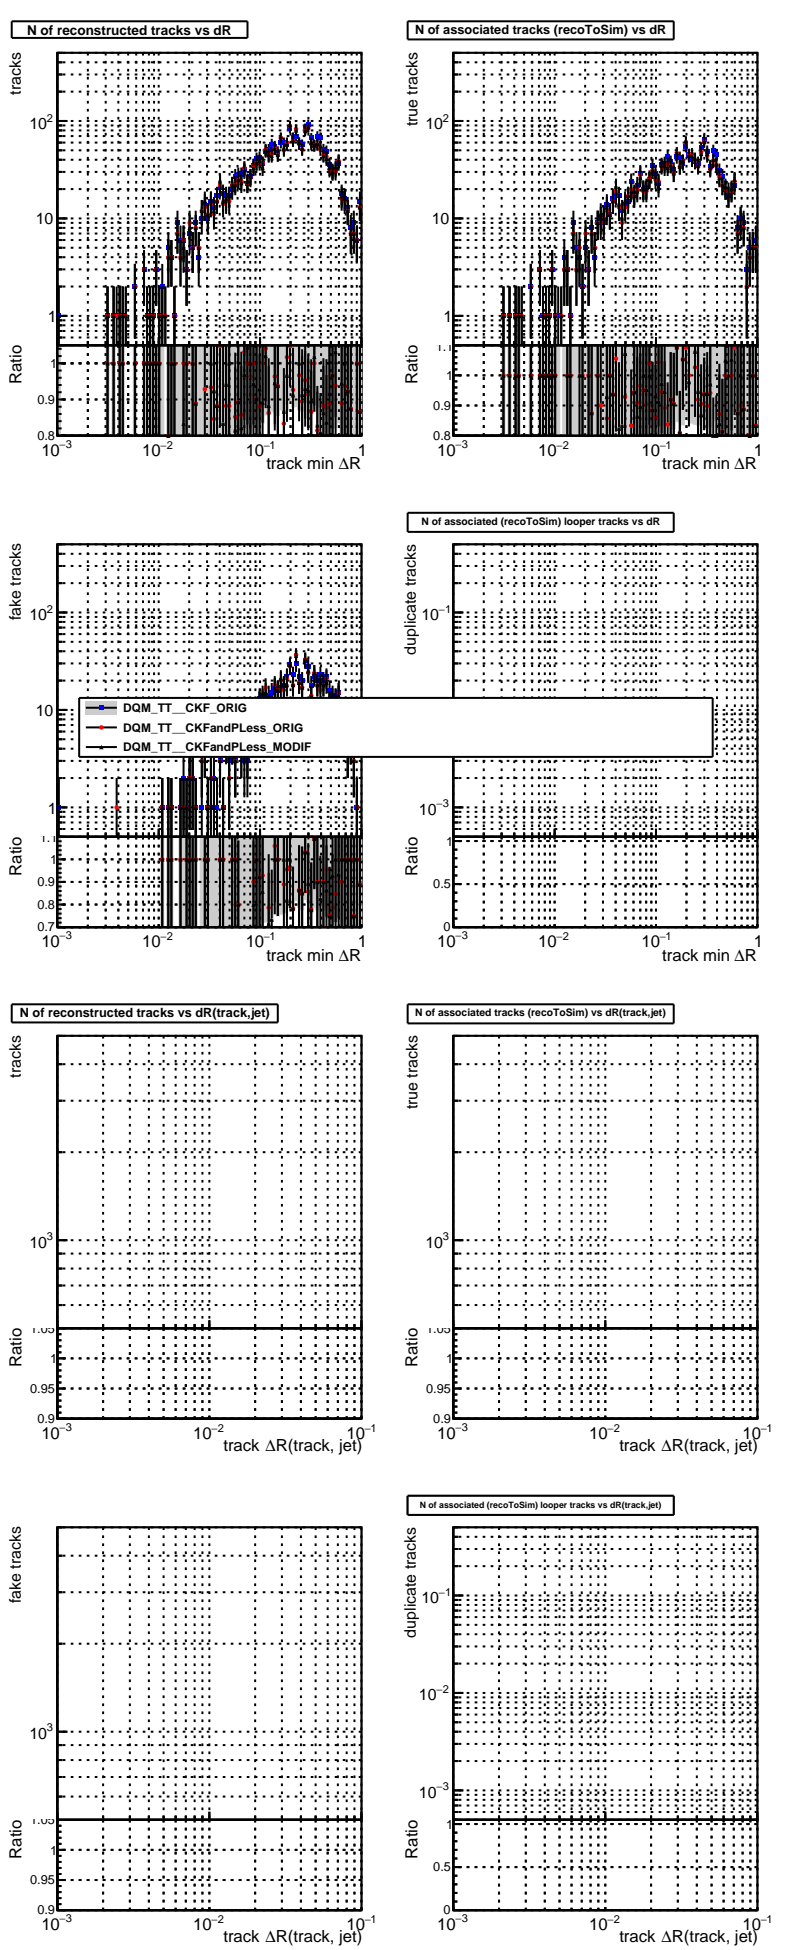 N of reconstructed tracks vs dR
N of associated tracks (recoToSim) vs dR
tracks
10²
10
1
Ratio
1
0.9
0.8
10⁻³ 10⁻² 10⁻¹ 1
track min ΔR
true tracks
10²
10
1
Ratio
1.1
1
0.9
0.8
10⁻³ 10⁻² 10⁻¹ 1
track min ΔR
N of associated (recoToSim) looper tracks vs dR
fake tracks
10²
10
1
Ratio
1.1
1
0.9
0.8
0.7
10⁻³ 10⁻² 10⁻¹ 1
track min ΔR
duplicate tracks
10⁻¹
10⁻³
Ratio
1
0.5
0
10⁻³ 10⁻² 10⁻¹ 1
track min ΔR
DQM_TT__CKF_ORIG
DQM_TT__CKFandPLess_ORIG
DQM_TT__CKFandPLess_MODIF
N of reconstructed tracks vs dR(track,jet)
N of associated tracks (recoToSim) vs dR(track,jet)
tracks
10³
Ratio
1.05
1
0.95
0.9
10⁻³ 10⁻² 10⁻¹
track ΔR(track, jet)
true tracks
10³
Ratio
1.05
1
0.95
0.9
10⁻³ 10⁻² 10⁻¹
track ΔR(track, jet)
N of associated (recoToSim) looper tracks vs dR(track,jet)
fake tracks
10³
Ratio
1.05
1
0.95
0.9
10⁻³ 10⁻² 10⁻¹
track ΔR(track, jet)
duplicate tracks
10⁻¹
10⁻²
10⁻³
Ratio
1
0.5
0
10⁻³ 10⁻² 10⁻¹
track ΔR(track, jet)